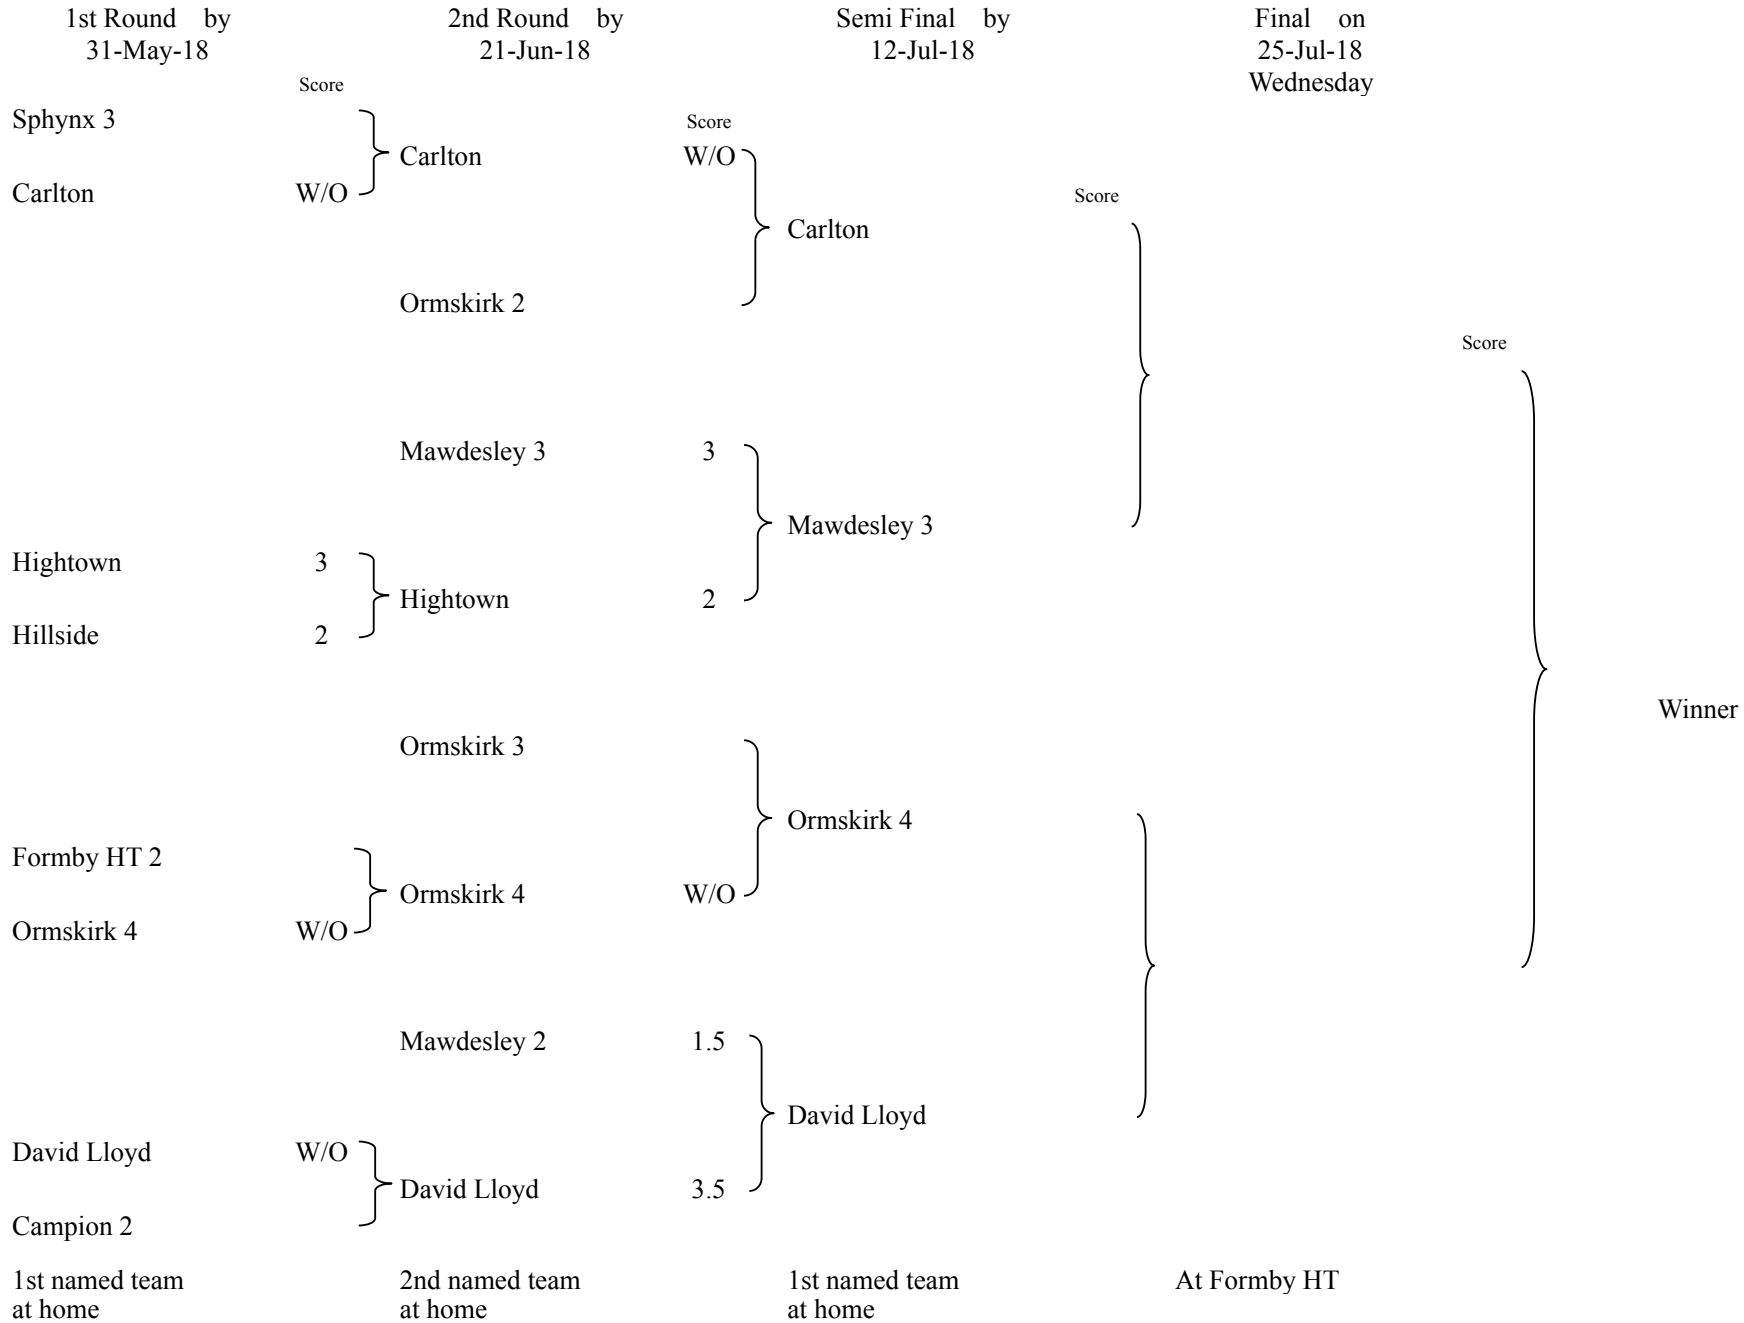 1st Round by 2nd Round by Semi Final by Final on
31-May-18 21-Jun-18 12-Jul-18 25-Jul-18
Wednesday
Score
Sphynx 3
Score
Carlton W/O
Carlton W/O
Score
Carlton
Ormskirk 2
Score
Mawdesley 3 3
Mawdesley 3
Hightown 3
Hightown 2
Hillside 2
Winner
Ormskirk 3
Ormskirk 4
Formby HT 2
Ormskirk 4 W/O
Ormskirk 4 W/O
Mawdesley 2 1.5
David Lloyd
David Lloyd W/O
David Lloyd 3.5
Campion 2
1st named team 2nd named team 1st named team At Formby HT
at home at home at home